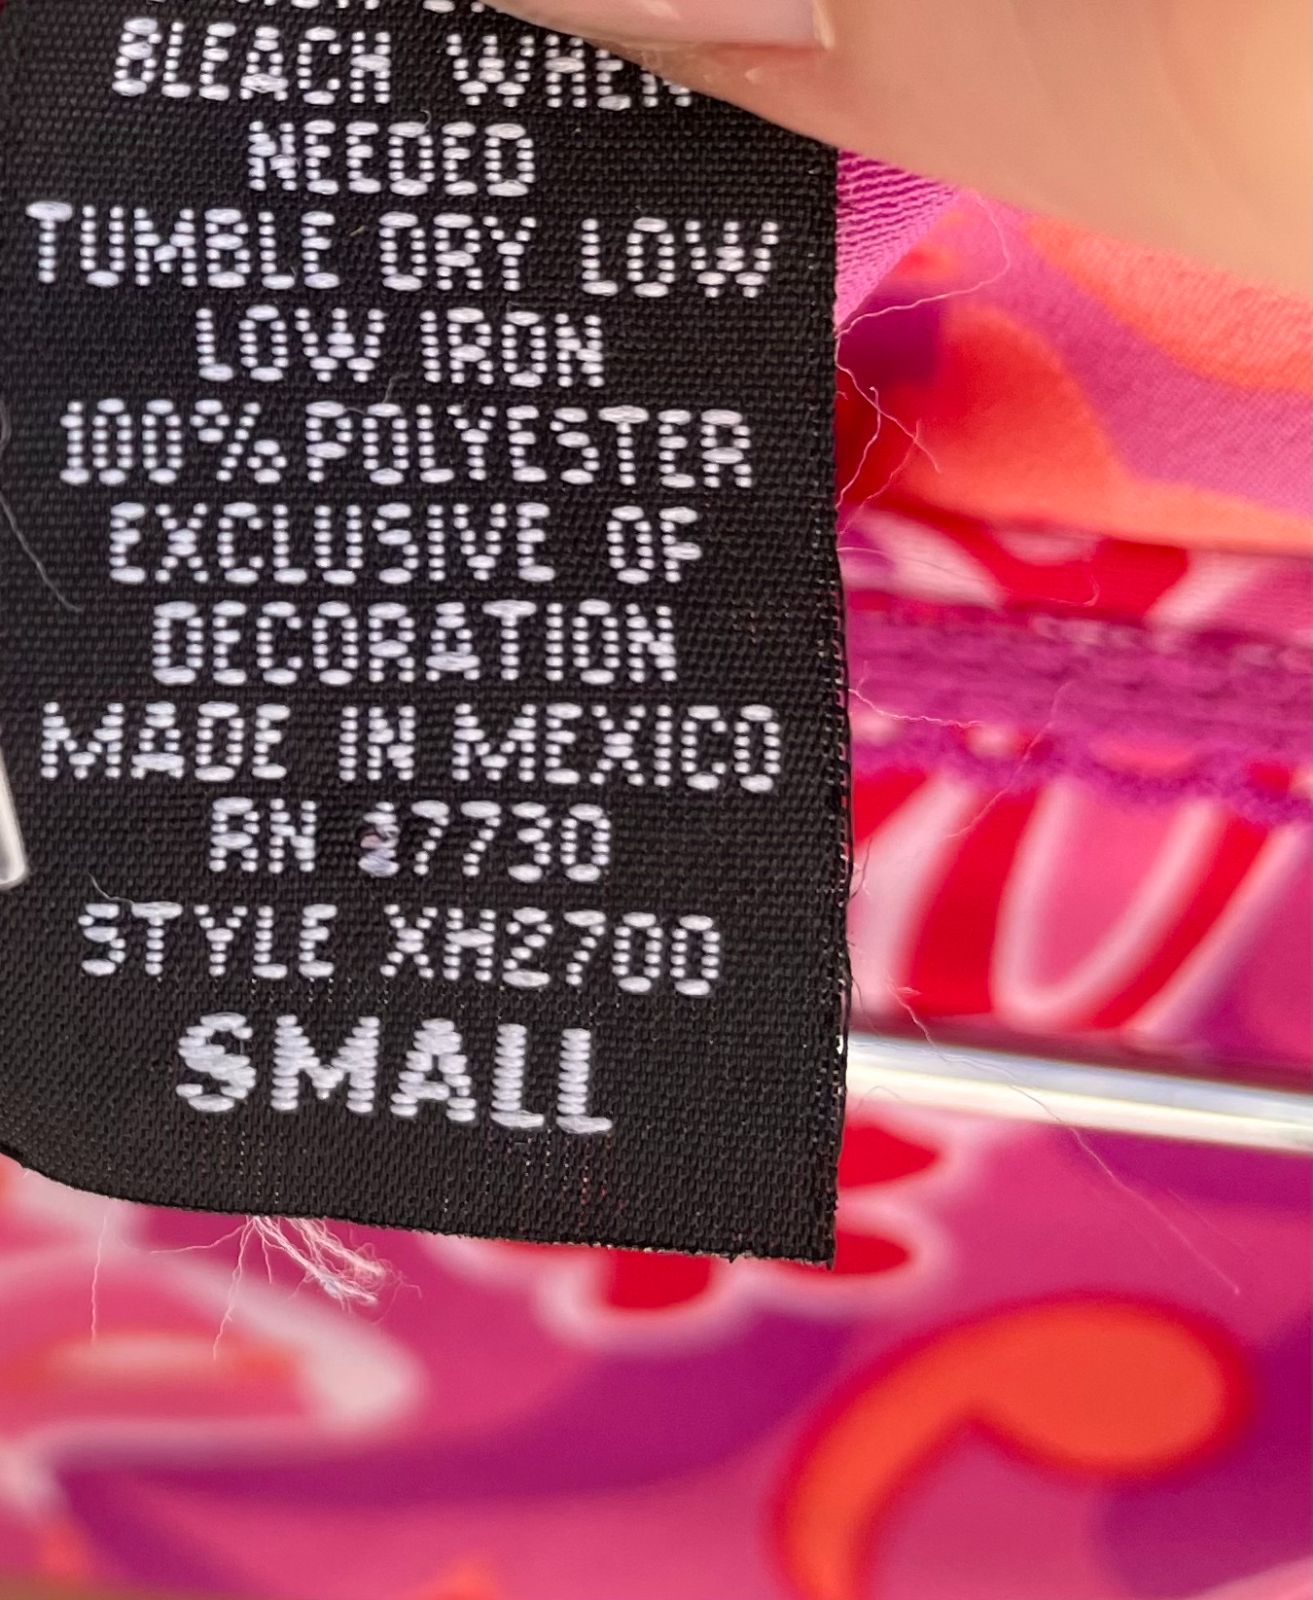 BLEACH WHEN
NEEDED
TUMBLE DRY LOW
LOW IRON
100% POLYESTER
EXCLUSIVE OF
DECORATION
MADE IN MEXICO
RN
STYLE XH2700
SMALL